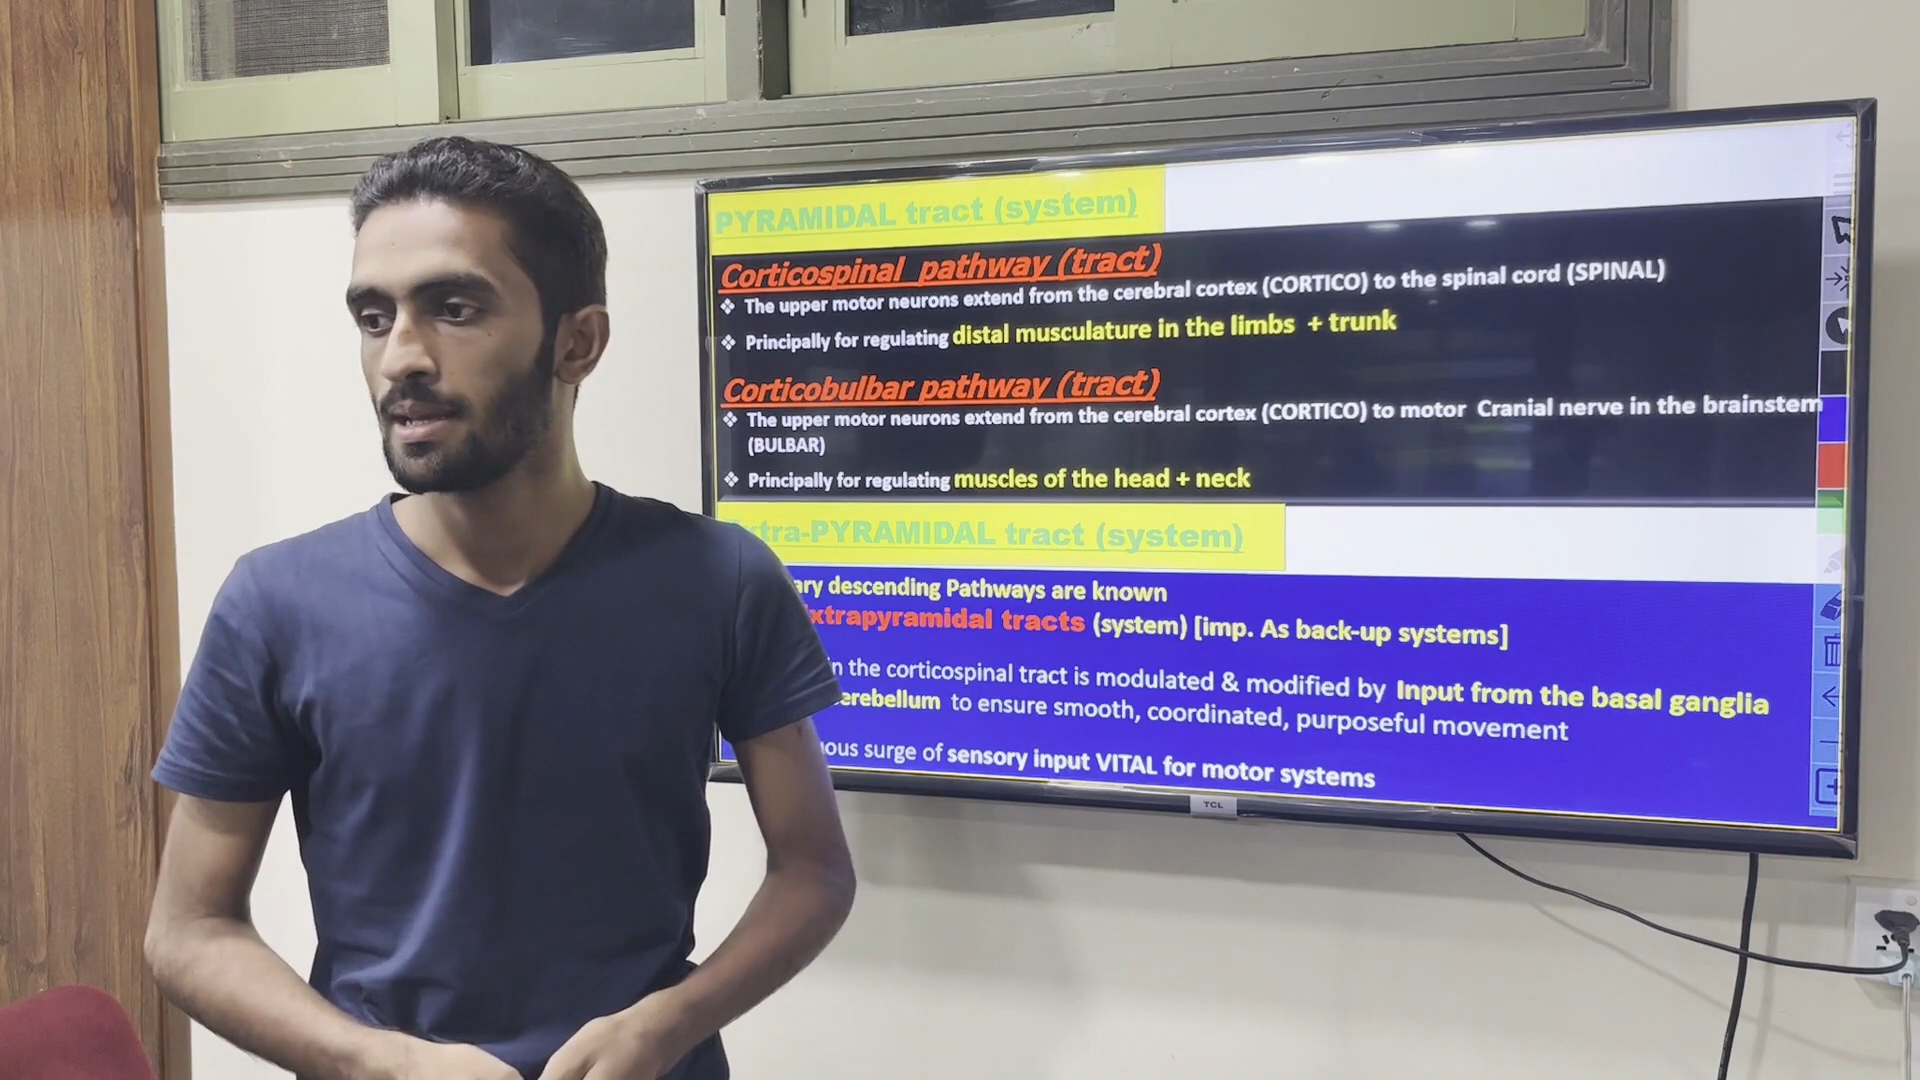 PYRAMIDAL tract (system)
Corticospinal pathway (tract)
❖ The upper motor neurons extend from the cerebral cortex (CORTICO) to the spinal cord (SPINAL)
❖ Principally for regulating distal musculature in the limbs + trunk
Corticobulbar pathway (tract)
❖ The upper motor neurons extend from the cerebral cortex (CORTICO) to motor Cranial nerve in the brainstem
(BULBAR)
❖ Principally for regulating muscles of the head + neck
tra-PYRAMIDAL tract (system)
descending Pathways are known
xtrapyramidal tracts (system) [imp. As back-up systems]
in the corticospinal tract is modulated & modified by Input from the basal ganglia
cerebellum to ensure smooth, coordinated, purposeful movement
surge of sensory input VITAL for motor systems
TCL